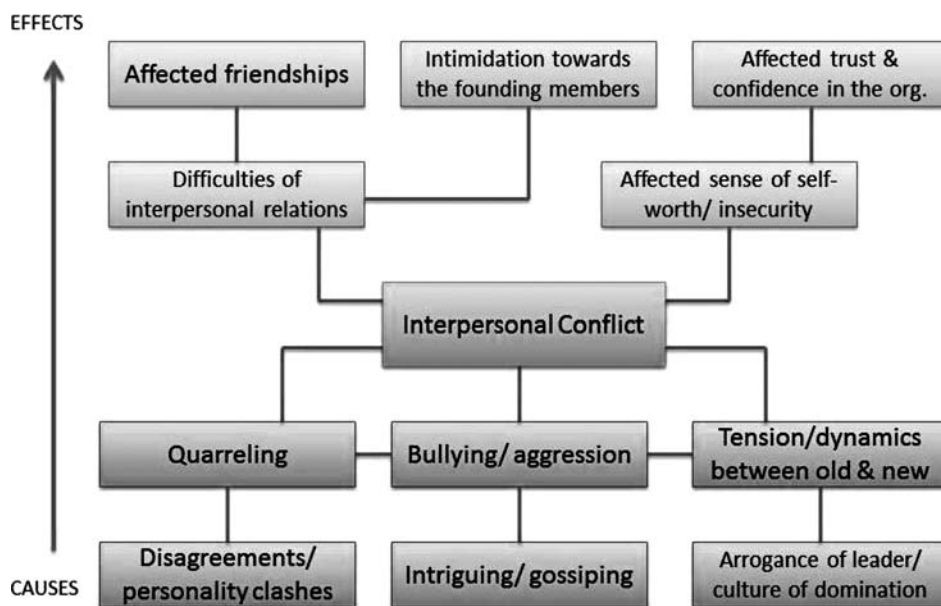 EFFECTS
Affected friendships
Intimidation towards
the founding members
Affected trust &
confidence in the org.
Difficulties of
interpersonal relations
Affected sense of self-
worth/ insecurity
Interpersonal Conflict
Quarreling
Bullying/ aggression
Tension/dynamics
between old & new
Disagreements/
personality clashes
Intriguing/ gossiping
Arrogance of leader/
culture of domination
CAUSES